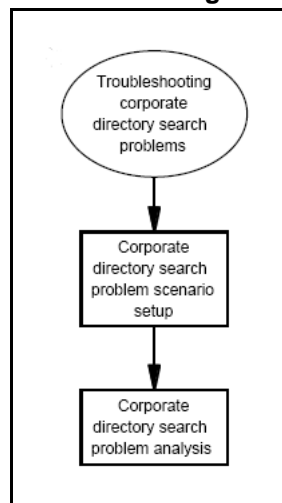 Troubleshooting
corporate
directory search
problems
Corporate
directory search
problem scenario
setup
Corporate
directory search
problem analysis